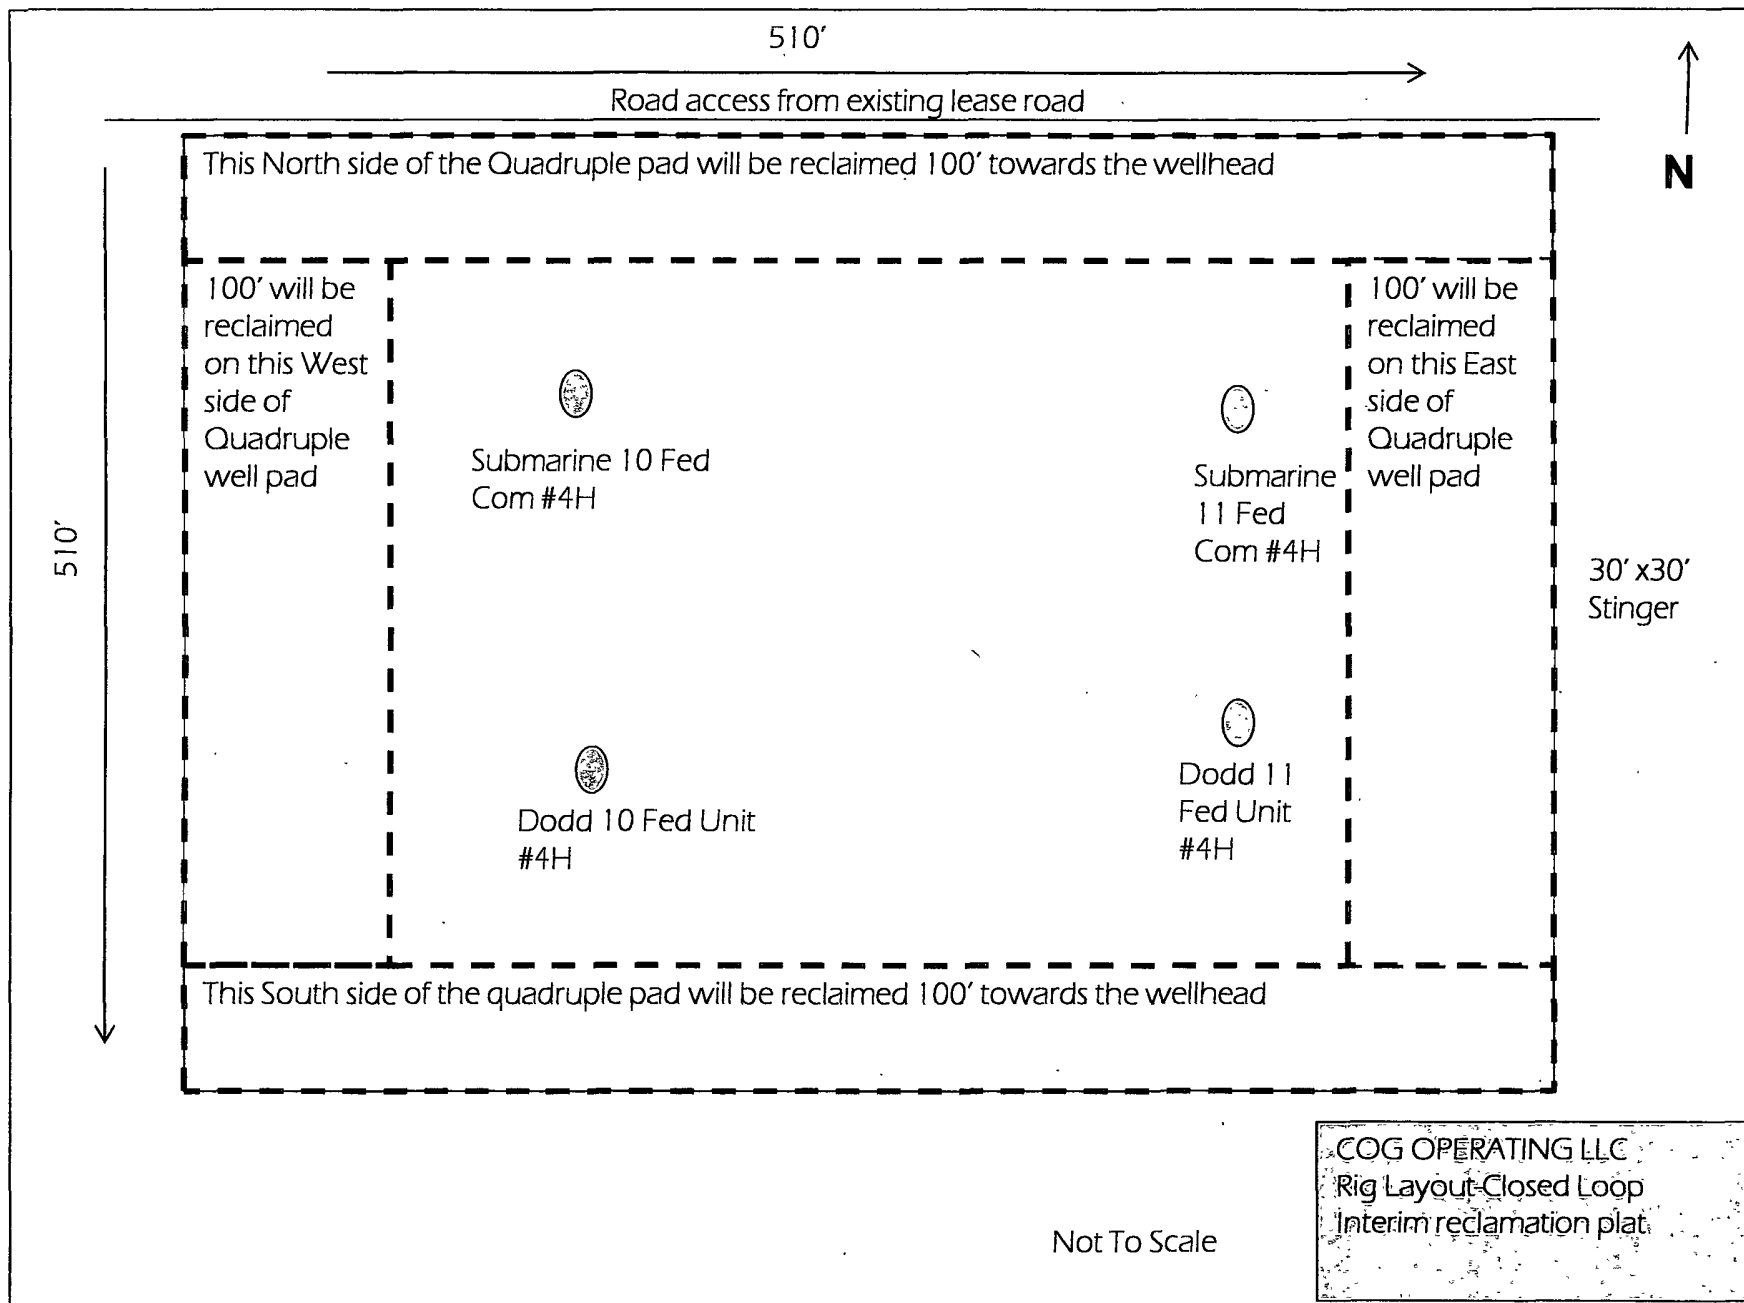 510′
Road access from existing lease road
N
This North side of the Quadruple pad will be reclaimed 100′ towards the wellhead
100′ will be
reclaimed
on this West
side of
Quadruple
well pad
100′ will be
reclaimed
on this East
side of
Quadruple
well pad
Submarine 10 Fed
Com #4H
Submarine
11 Fed
Com #4H
510′
30′ x30′
Stinger
Dodd 10 Fed Unit
#4H
Dodd 11
Fed Unit
#4H
This South side of the quadruple pad will be reclaimed 100′ towards the wellhead
COG OPERATING LLC
Rig Layout-Closed Loop
Interim reclamation plat
Not To Scale